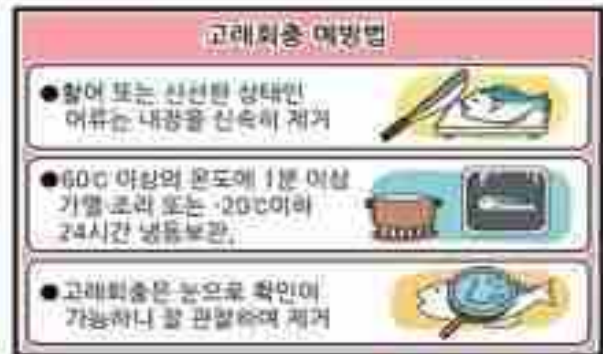 고래회충 예방법
●활어 또는 신선한 상태인
어류는 내장을 신속히 제거
●60℃ 이상의 온도에 1분 이상
가열·조리 또는 -20℃이하
24시간 냉동보관.
●고래회충은 눈으로 확인이
가능하니 잘 관찰하며 제거